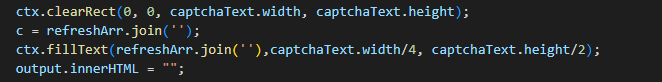 ctx.clearRect(0, 0, captchaText.width, captchaText.height);
c = refreshArr.join('');
ctx.fillText(refreshArr.join(''),captchaText.width/4, captchaText.height/2);
output.innerHTML = "";